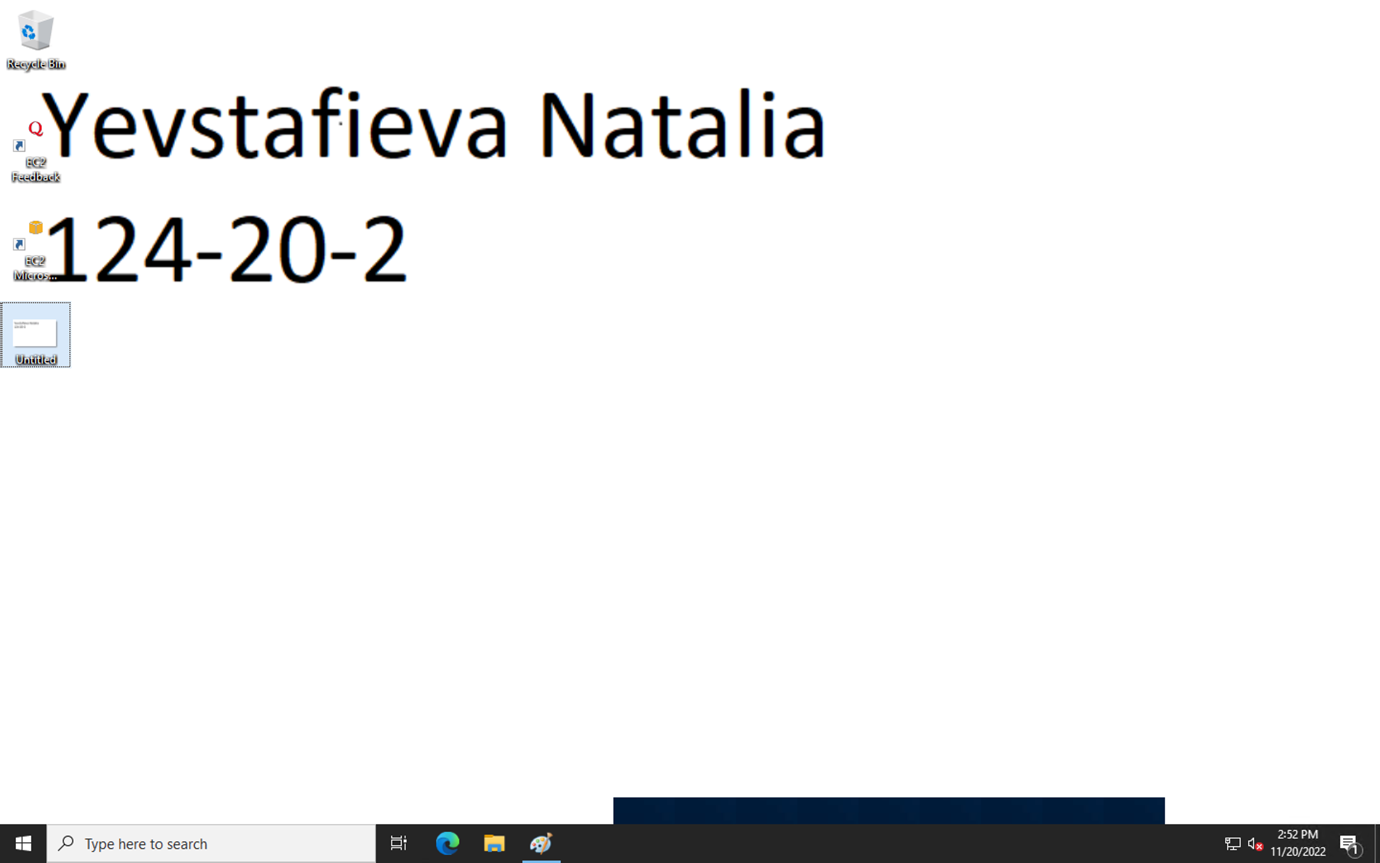 Recycle Bin
Yevstafieva Natalia
EC2
Feedback
124-20-2
EC2
Micros...
Untitled
Type here to search
2:52 PM
11/20/2022
1